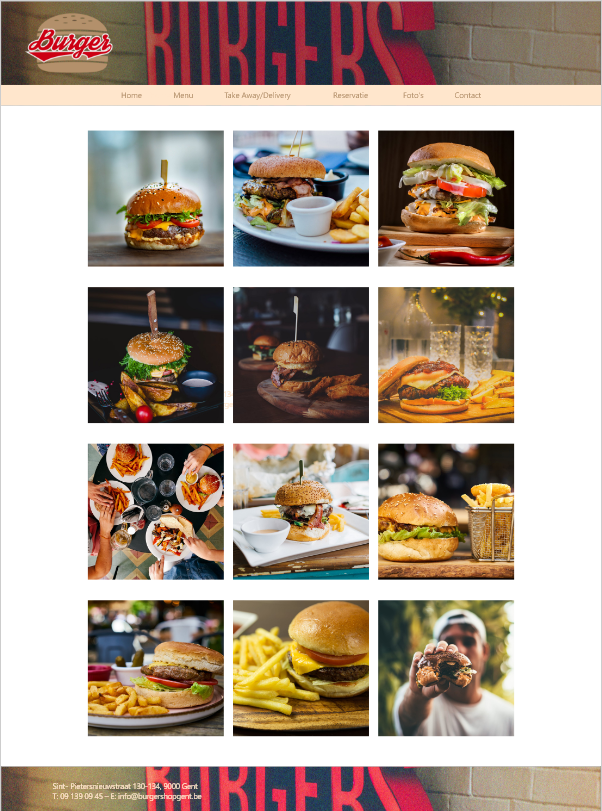 BURGERS
Burger
Home Menu Take Away/Delivery Reservatie Foto's Contact
Sint- Pietersnieuwstraat 130-134, 9000 Gent
T: 09 139 09 45 – E: info@burgershopgent.be
BURGERS